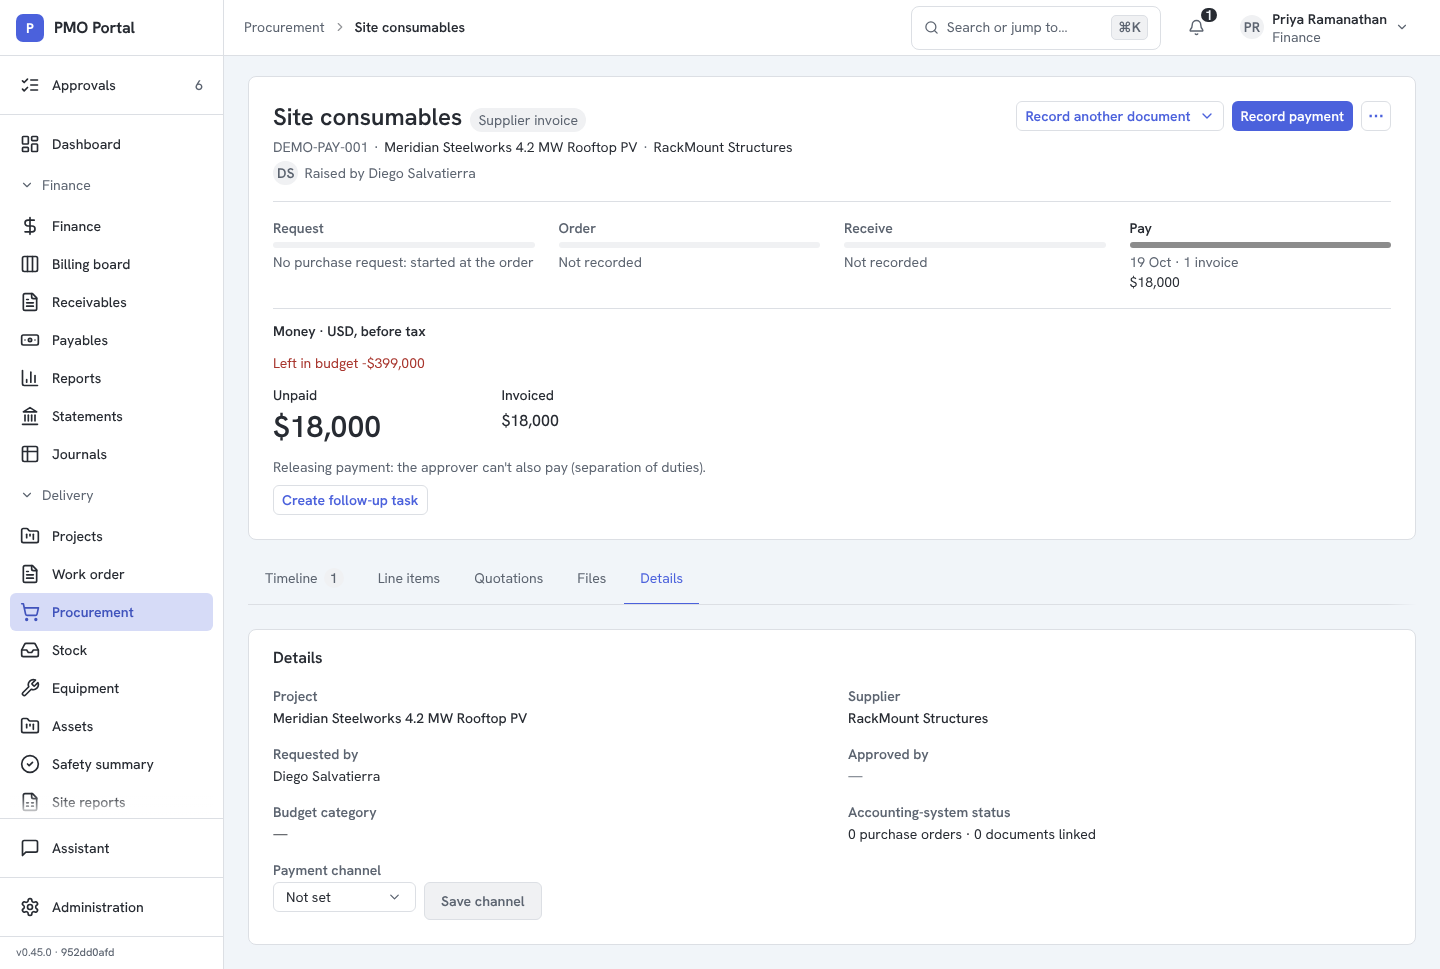 P PMO Portal
Procurement > Site consumables
Search or jump to... ⌘K
1
PR Priya Ramanathan
Finance
Approvals 6
Dashboard
Finance
Finance
Billing board
Receivables
Payables
Reports
Statements
Journals
Delivery
Projects
Work order
Procurement
Stock
Equipment
Assets
Safety summary
Site reports
Assistant
Administration
v0.45.0 · 952dd0afd
Site consumables Supplier invoice
Record another document Record payment ...
DEMO-PAY-001 · Meridian Steelworks 4.2 MW Rooftop PV · RackMount Structures
DS Raised by Diego Salvatierra
Request Order Receive Pay
No purchase request: started at the order Not recorded Not recorded 19 Oct · 1 invoice
$18,000
Money · USD, before tax
Left in budget -$399,000
Unpaid Invoiced
$18,000 $18,000
Releasing payment: the approver can't also pay (separation of duties).
Create follow-up task
Timeline 1 Line items Quotations Files Details
Details
Project Supplier
Meridian Steelworks 4.2 MW Rooftop PV RackMount Structures
Requested by Approved by
Diego Salvatierra —
Budget category Accounting-system status
— 0 purchase orders · 0 documents linked
Payment channel
Not set Save channel